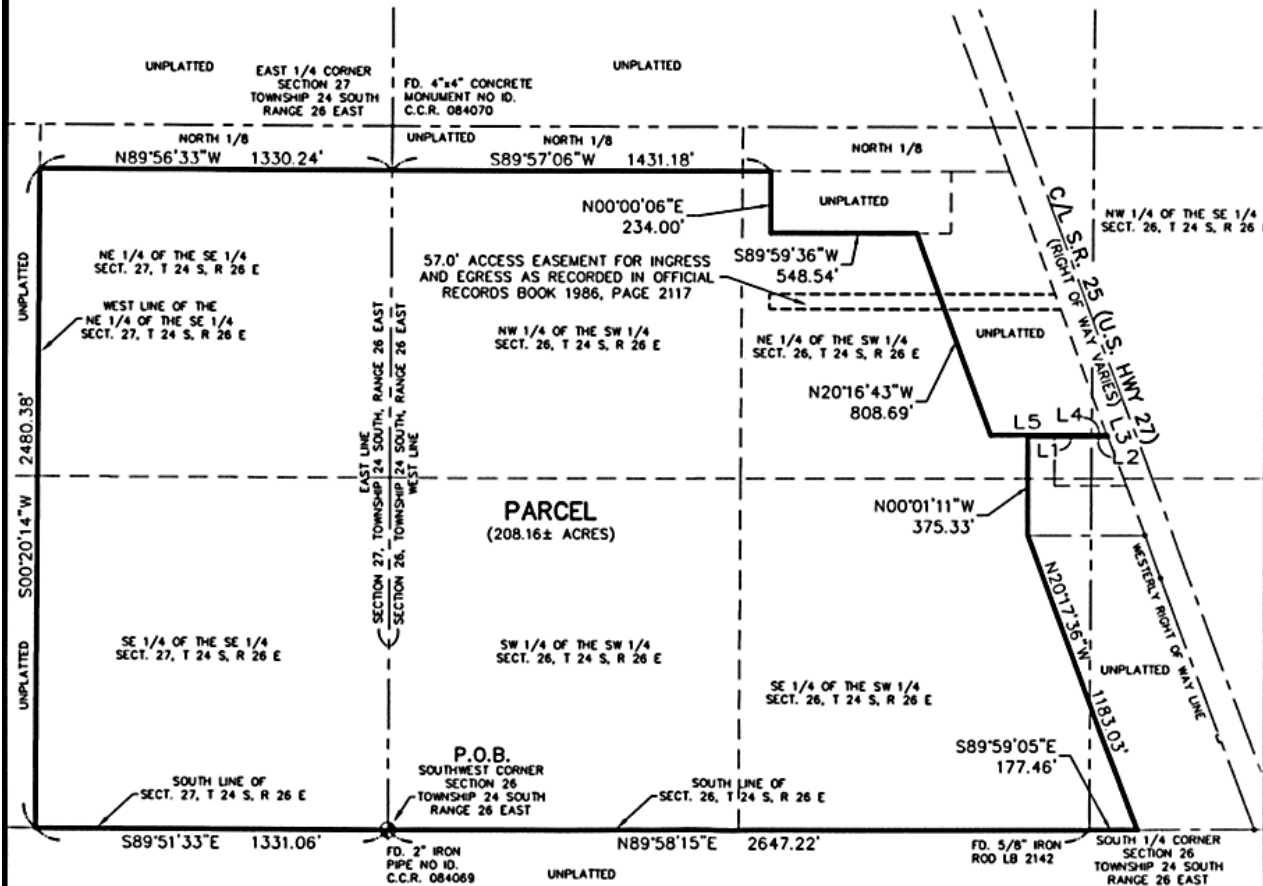 UNPLATTED
EAST 1/4 CORNER
SECTION 27
TOWNSHIP 24 SOUTH
RANGE 26 EAST
FD. 4"x4" CONCRETE
MONUMENT NO ID.
C.C.R. 084070
UNPLATTED
NORTH 1/8
UNPLATTED
NORTH 1/8
NORTH 1/8
N89°56'33"W 1330.24'
S89°57'06"W 1431.18'
N00°00'06"E
234.00'
UNPLATTED
S89°59'36"W
548.54'
C/L S.R. 25 (U.S. HWY 27)
(RIGHT OF WAY VARIES)
NW 1/4 OF THE SE 1/4
SECT. 26, T 24 S, R 26
UNPLATTED
NE 1/4 OF THE SE 1/4
SECT. 27, T 24 S, R 26 E
57.0' ACCESS EASEMENT FOR INGRESS
AND EGRESS AS RECORDED IN OFFICIAL
RECORDS BOOK 1986, PAGE 2117
WEST LINE OF THE
NE 1/4 OF THE SE 1/4
SECT. 27, T 24 S, R 26 E
NW 1/4 OF THE SW 1/4
SECT. 26, T 24 S, R 26 E
NE 1/4 OF THE SW 1/4
SECT. 26, T 24 S, R 26 E
UNPLATTED
N20°16'43"W
808.69'
L5
L4
L3
L1
L2
S00°20'14"W 2480.38'
EAST LINE
SECTION 27, TOWNSHIP 24 SOUTH, RANGE 26 EAST
SECTION 26, TOWNSHIP 24 SOUTH, RANGE 26 EAST
WEST LINE
PARCEL
(208.16± ACRES)
N00°01'11"W
375.33'
N20°17'36"W 1183.03'
WESTERLY RIGHT OF WAY LINE
UNPLATTED
UNPLATTED
SE 1/4 OF THE SE 1/4
SECT. 27, T 24 S, R 26 E
SW 1/4 OF THE SW 1/4
SECT. 26, T 24 S, R 26 E
SE 1/4 OF THE SW 1/4
SECT. 26, T 24 S, R 26 E
S89°59'05"E
177.46'
P.O.B.
SOUTHWEST CORNER
SECTION 26
TOWNSHIP 24 SOUTH
RANGE 26 EAST
SOUTH LINE OF
SECT. 27, T 24 S, R 26 E
SOUTH LINE OF
SECT. 26, T 24 S, R 26 E
S89°51'33"E 1331.06'
N89°58'15"E 2647.22'
FD. 2" IRON
PIPE NO ID.
C.C.R. 084069
UNPLATTED
FD. 5/8" IRON
ROD LB 2142
SOUTH 1/4 CORNER
SECTION 26
TOWNSHIP 24 SOUTH
RANGE 26 EAST